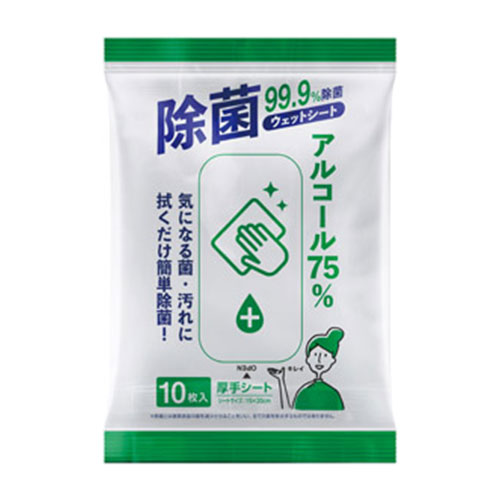 除菌
99.9%除菌
ウェットシート
アルコール75%
気になる菌・汚れに
拭くだけ簡単除菌!
OPEN
キレイ
10枚入
厚手シート
シートサイズ:15×20cm